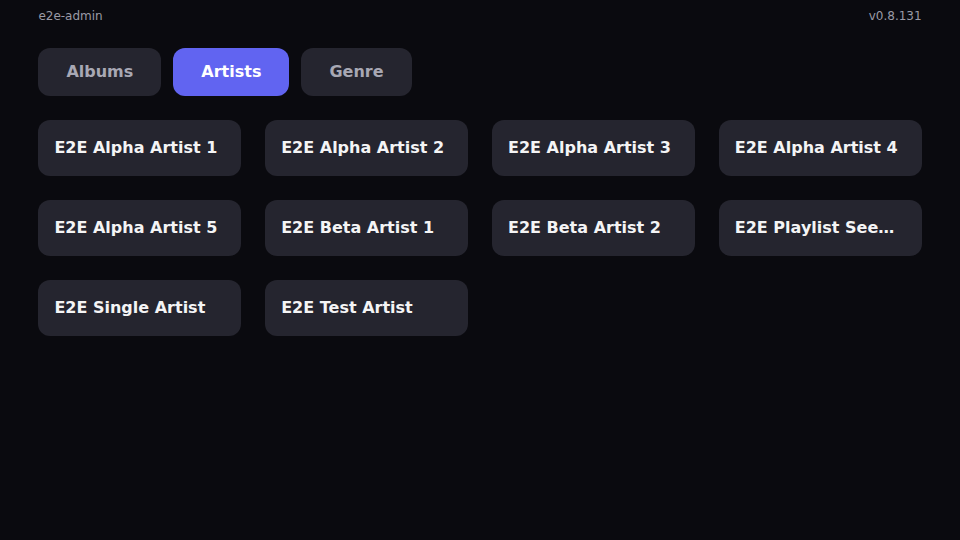 e2e-admin v0.8.131
Albums Artists Genre
E2E Alpha Artist 1 E2E Alpha Artist 2 E2E Alpha Artist 3 E2E Alpha Artist 4
E2E Alpha Artist 5 E2E Beta Artist 1 E2E Beta Artist 2 E2E Playlist See...
E2E Single Artist E2E Test Artist